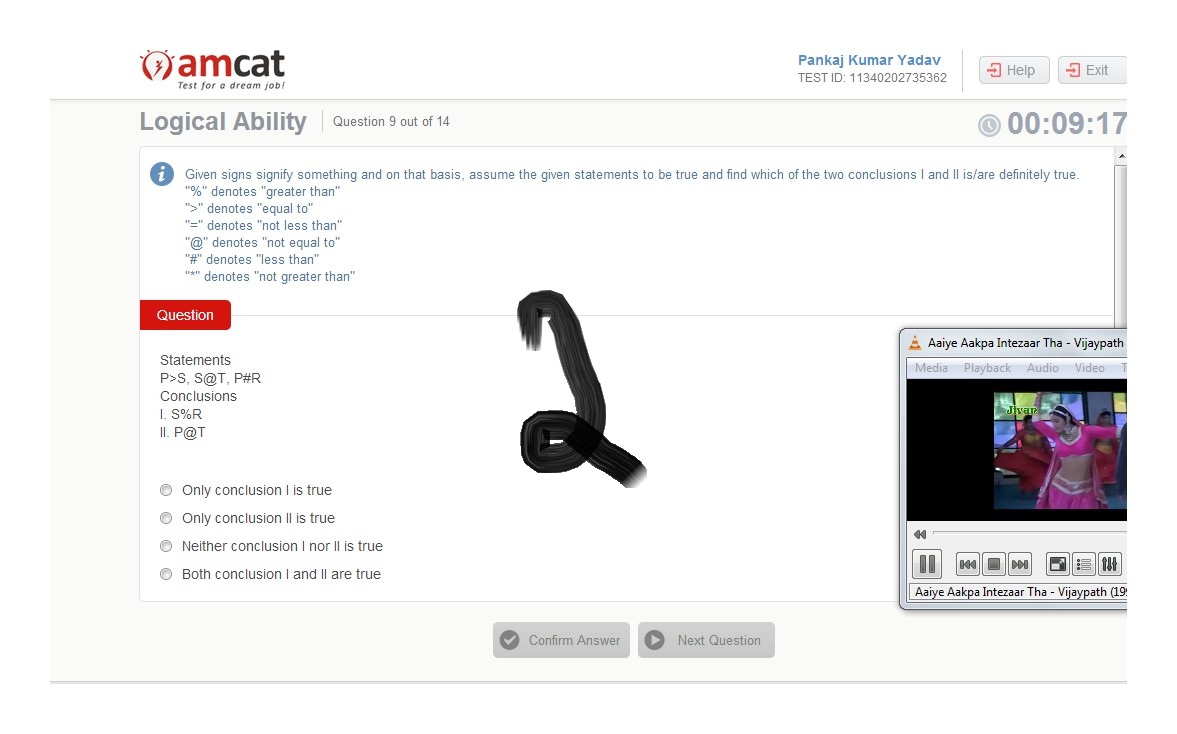 amcat
Test for a dream job!
Pankaj Kumar Yadav
TEST ID: 11340202735362
Help
Exit
Logical Ability
Question 9 out of 14
00:09:17
Given signs signify something and on that basis, assume the given statements to be true and find which of the two conclusions I and II is/are definitely true.
"%" denotes "greater than"
">" denotes "equal to"
"=" denotes "not less than"
"@" denotes "not equal to"
"#" denotes "less than"
"*" denotes "not greater than"
Question
Statements
P>S, S@T, P#R
Conclusions
I. S%R
II. P@T
Only conclusion I is true
Only conclusion II is true
Neither conclusion I nor II is true
Both conclusion I and II are true
Confirm Answer
Next Question
Aaiye Aakpa Intezaar Tha - Vijaypath
Media Playback Audio Video T
Jivan
Aaiye Aakpa Intezaar Tha - Vijaypath (199
2